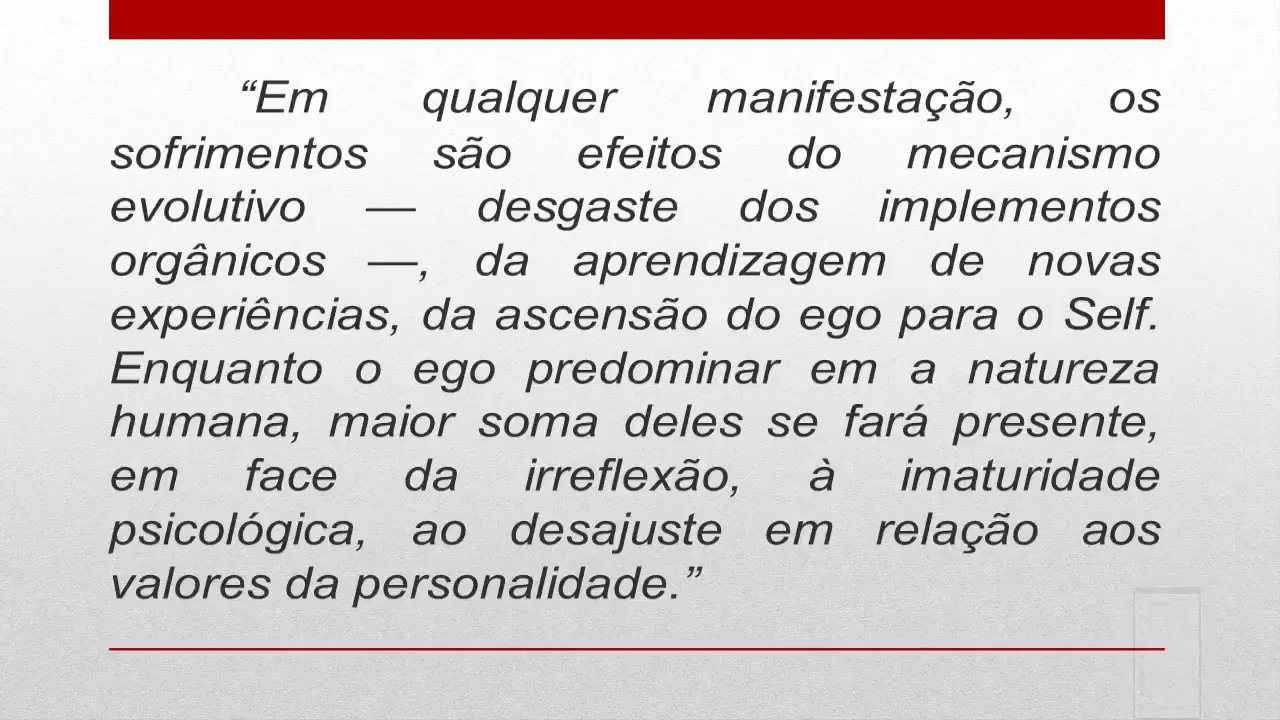 “Em qualquer manifestação, os
sofrimentos são efeitos do mecanismo
evolutivo — desgaste dos implementos
orgânicos —, da aprendizagem de novas
experiências, da ascensão do ego para o Self.
Enquanto o ego predominar em a natureza
humana, maior soma deles se fará presente,
em face da irreflexão, à imaturidade
psicológica, ao desajuste em relação aos
valores da personalidade.”